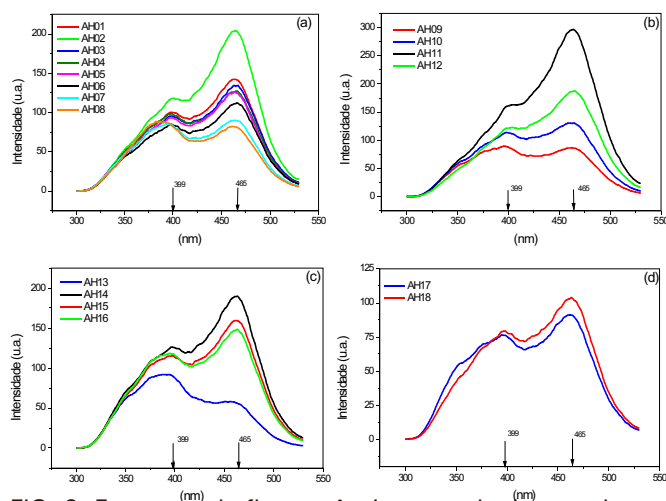 (a)
AH01
AH02
AH03
AH04
AH05
AH06
AH07
AH08
Intensidade (u.a.)
200
150
100
50
0
399
465
300 350 400 450 500 550
(nm)
(b)
AH09
AH10
AH11
AH12
Intensidade (u.a.)
300
250
200
150
100
50
0
399
465
300 350 400 450 500 550
(nm)
(c)
AH13
AH14
AH15
AH16
Intensidade (u.a.)
200
150
100
50
0
399
465
300 350 400 450 500 550
(nm)
(d)
AH17
AH18
Intensidade (u.a.)
125
100
75
50
25
0
399
465
300 350 400 450 500 550
(nm)